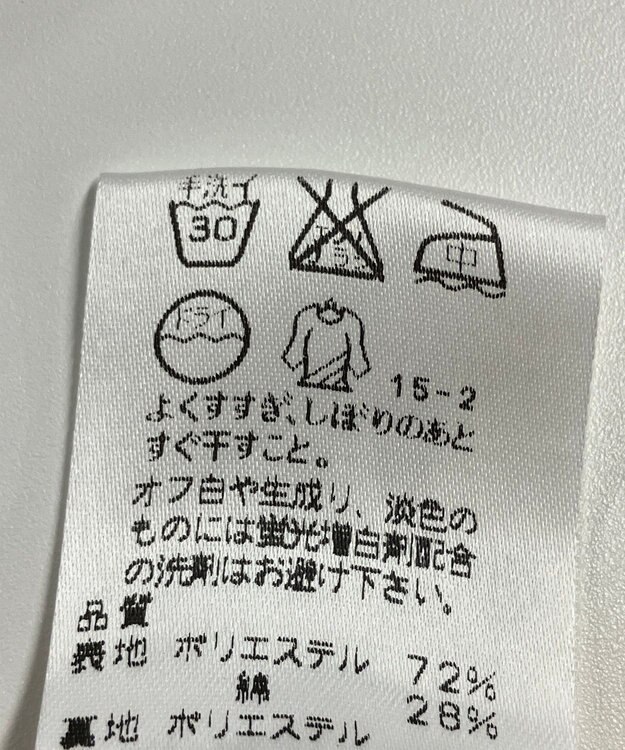 手洗イ
30
中
ドライ
15-2
よくすすぎ、しぼりのあと
すぐ干すこと。
オフ白や生成り、淡色の
ものには蛍光増白剤配合
の洗剤はお避け下さい。
品質
表地 ポリエステル 72%
綿 28%
裏地 ポリエステル